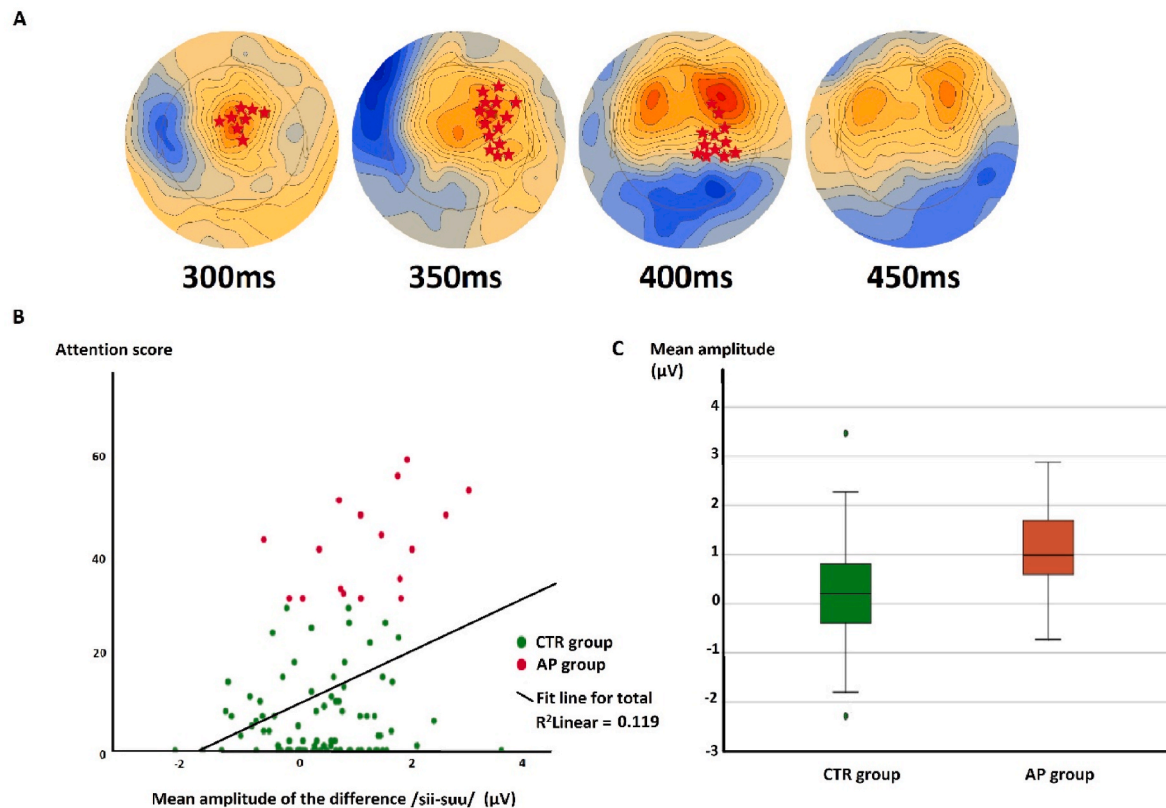 A
300ms
350ms
400ms
450ms
B
Attention score
60
40
20
0
-2
0
2
4
Mean amplitude of the difference /sii-suu/ (µV)
CTR group
AP group
Fit line for total
R²Linear = 0.119
C
Mean amplitude
(µV)
4
3
2
1
0
-1
-2
-3
CTR group
AP group